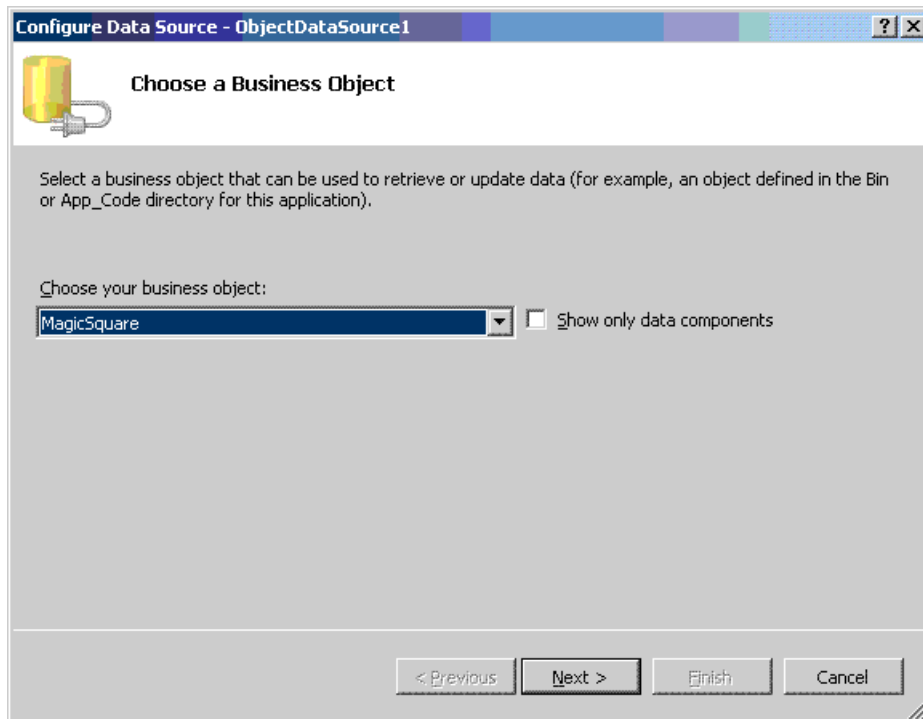 Configure Data Source - ObjectDataSource1
Choose a Business Object
Select a business object that can be used to retrieve or update data (for example, an object defined in the Bin
or App_Code directory for this application).
Choose your business object:
MagicSquare
Show only data components
< Previous
Next >
Finish
Cancel